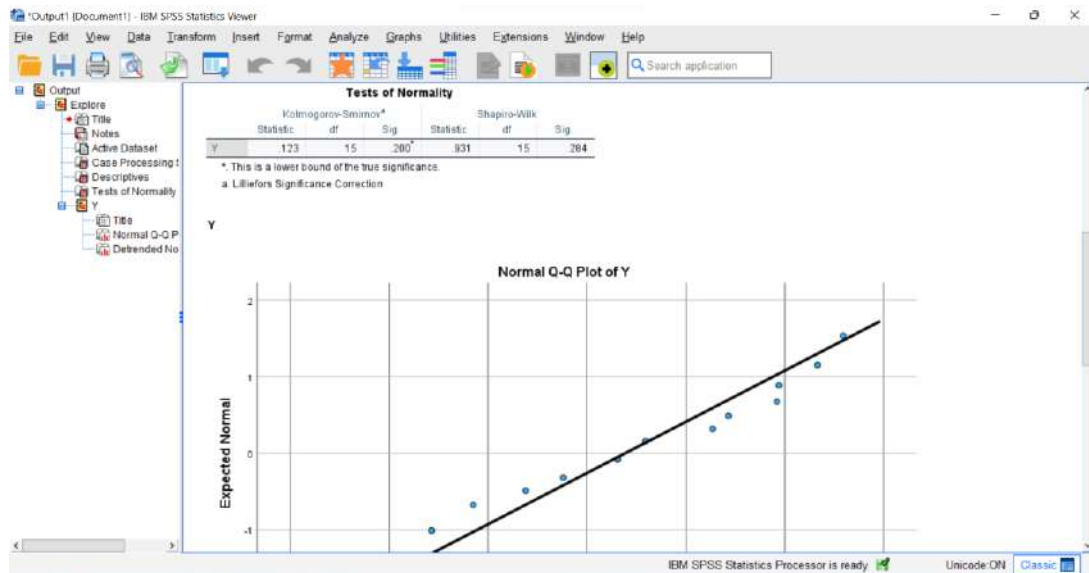 *Output1 [Document1] - IBM SPSS Statistics Viewer
File Edit View Data Transform Insert Format Analyze Graphs Utilities Extensions Window Help
Search application
Output
Explore
Title
Notes
Active Dataset
Case Processing S
Descriptives
Tests of Normality
Y
Title
Normal Q-Q P
Detrended No
Tests of Normality
Kolmogorov-Smirnovᵃ Shapiro-Wilk
Statistic df Sig. Statistic df Sig.
Y .123 15 .200* .931 15 .284
*. This is a lower bound of the true significance.
a. Lilliefors Significance Correction
Y
Normal Q-Q Plot of Y
Expected Normal
2
1
0
-1
IBM SPSS Statistics Processor is ready Unicode:ON Classic